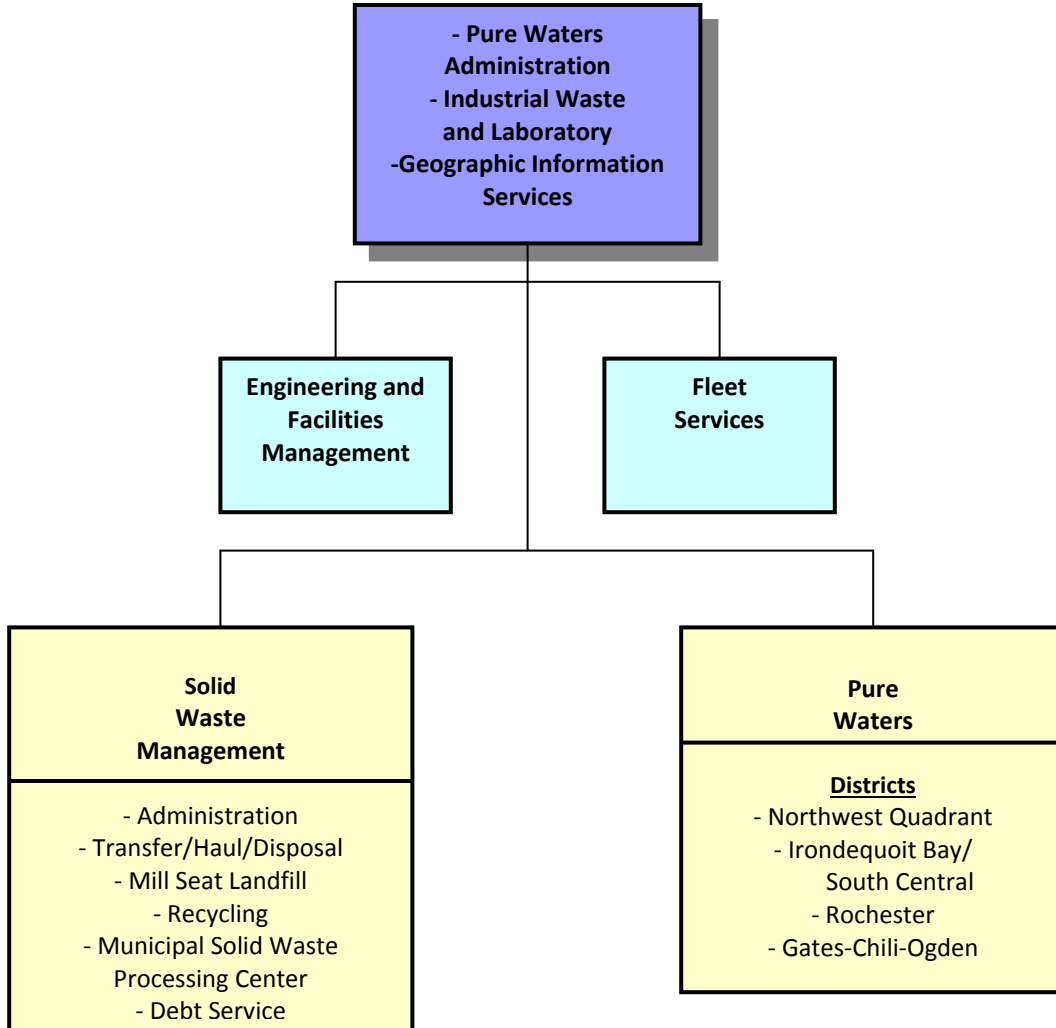 - Pure Waters
Administration
- Industrial Waste
and Laboratory
-Geographic Information
Services
Engineering and
Facilities
Management
Fleet
Services
Solid
Waste
Management
- Administration
- Transfer/Haul/Disposal
- Mill Seat Landfill
- Recycling
- Municipal Solid Waste
Processing Center
- Debt Service
Pure
Waters
Districts
- Northwest Quadrant
- Irondequoit Bay/
South Central
- Rochester
- Gates-Chili-Ogden